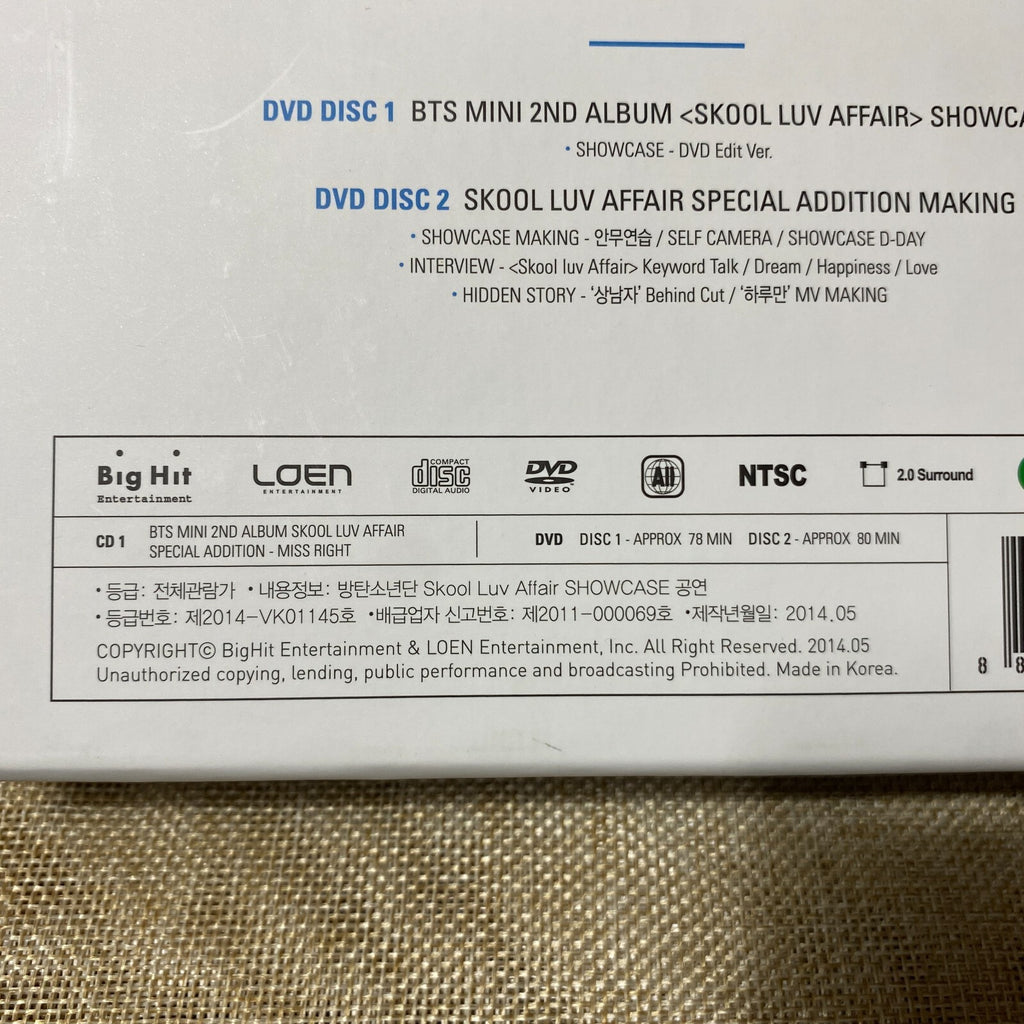 DVD DISC 1 BTS MINI 2ND ALBUM <SKOOL LUV AFFAIR> SHOWCA
• SHOWCASE - DVD Edit Ver.
DVD DISC 2 SKOOL LUV AFFAIR SPECIAL ADDITION MAKING
• SHOWCASE MAKING - 안무연습 / SELF CAMERA / SHOWCASE D-DAY
• INTERVIEW - <Skool luv Affair> Keyword Talk / Dream / Happiness / Love
• HIDDEN STORY - ‘상남자’ Behind Cut / ‘하루만’ MV MAKING
Big Hit Entertainment LOEN ENTERTAINMENT COMPACT disc DIGITAL AUDIO DVD VIDEO All NTSC 2.0 Surround
CD 1 BTS MINI 2ND ALBUM SKOOL LUV AFFAIR
SPECIAL ADDITION - MISS RIGHT
DVD DISC 1 - APPROX 78 MIN DISC 2 - APPROX 80 MIN
• 등급: 전체관람가 • 내용정보: 방탄소년단 Skool Luv Affair SHOWCASE 공연
• 등급번호: 제2014-VK01145호 •배급업자 신고번호: 제2011-000069호 •제작년월일: 2014.05
COPYRIGHTⓒ BigHit Entertainment & LOEN Entertainment, Inc. All Right Reserved. 2014.05
Unauthorized copying, lending, public performance and broadcasting Prohibited. Made in Korea.
8 8